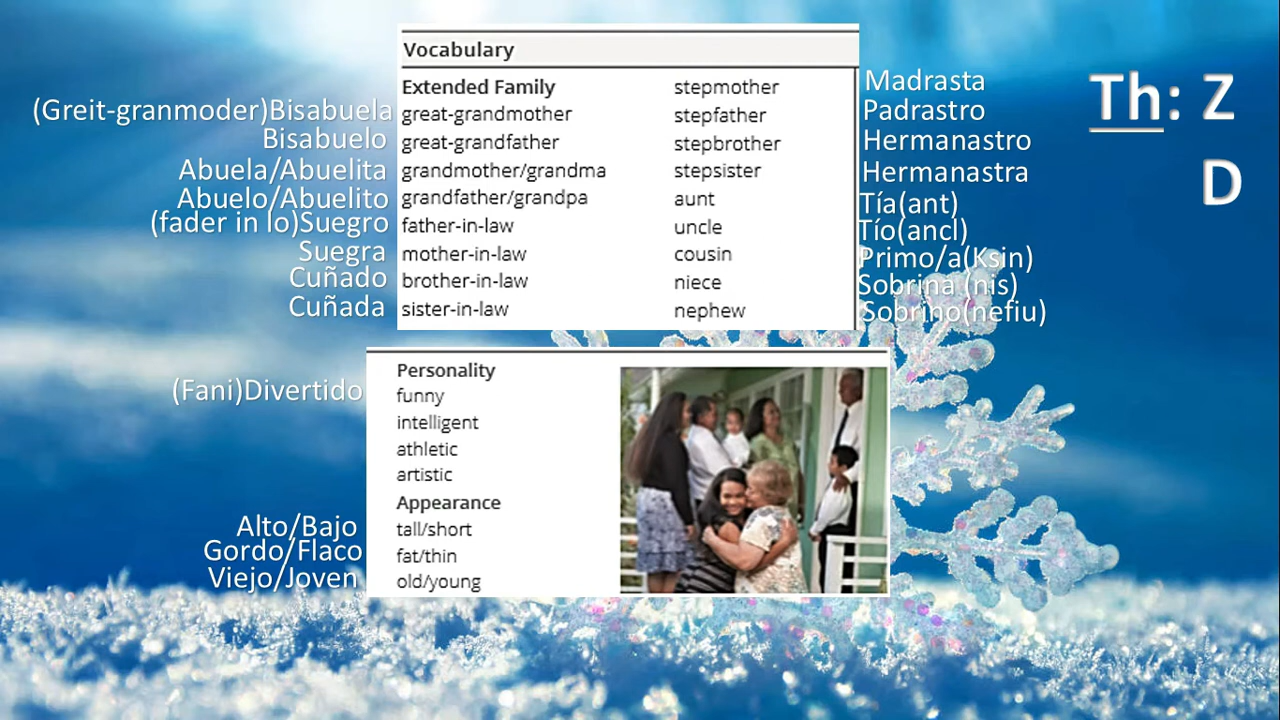 Vocabulary
Extended Family
great-grandmother
great-grandfather
grandmother/grandma
grandfather/grandpa
father-in-law
mother-in-law
brother-in-law
sister-in-law
stepmother
stepfather
stepbrother
stepsister
aunt
uncle
cousin
niece
nephew
(Greit-granmoder)Bisabuela
Bisabuelo
Abuela/Abuelita
Abuelo/Abuelito
(fader in lo)Suegro
Suegra
Cuñado
Cuñada
Madrasta
Padrastro
Hermanastro
Hermanastra
Tía(ant)
Tío(ancl)
Primo/a(Ksin)
Sobrina (nis)
Sobrino(nefiu)
Th: Z
D
(Fani)Divertido
Personality
funny
intelligent
athletic
artistic
Appearance
tall/short
fat/thin
old/young
Alto/Bajo
Gordo/Flaco
Viejo/Joven